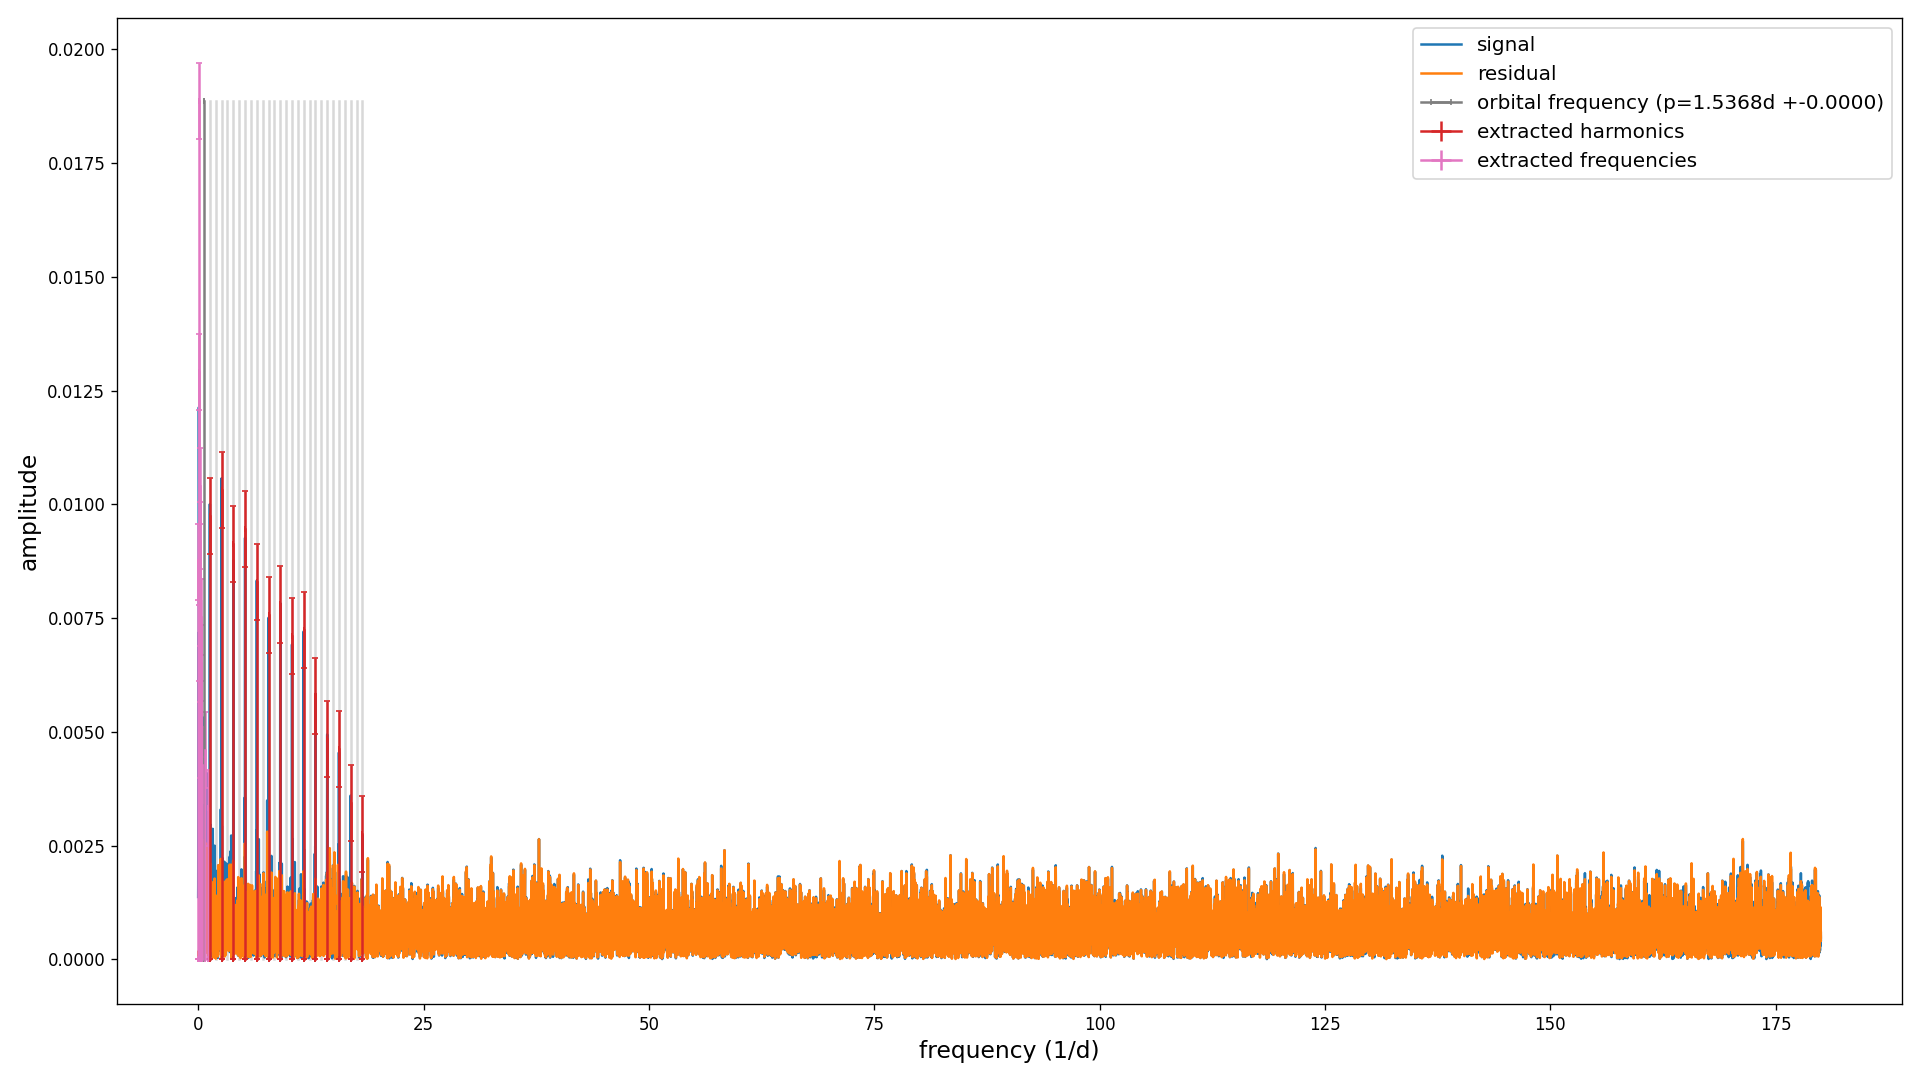 0.0200
0.0175
0.0150
0.0125
0.0100
0.0075
0.0050
0.0025
0.0000
amplitude
0 25 50 75 100 125 150 175
frequency (1/d)
signal
residual
orbital frequency (p=1.5368d +-0.0000)
extracted harmonics
extracted frequencies